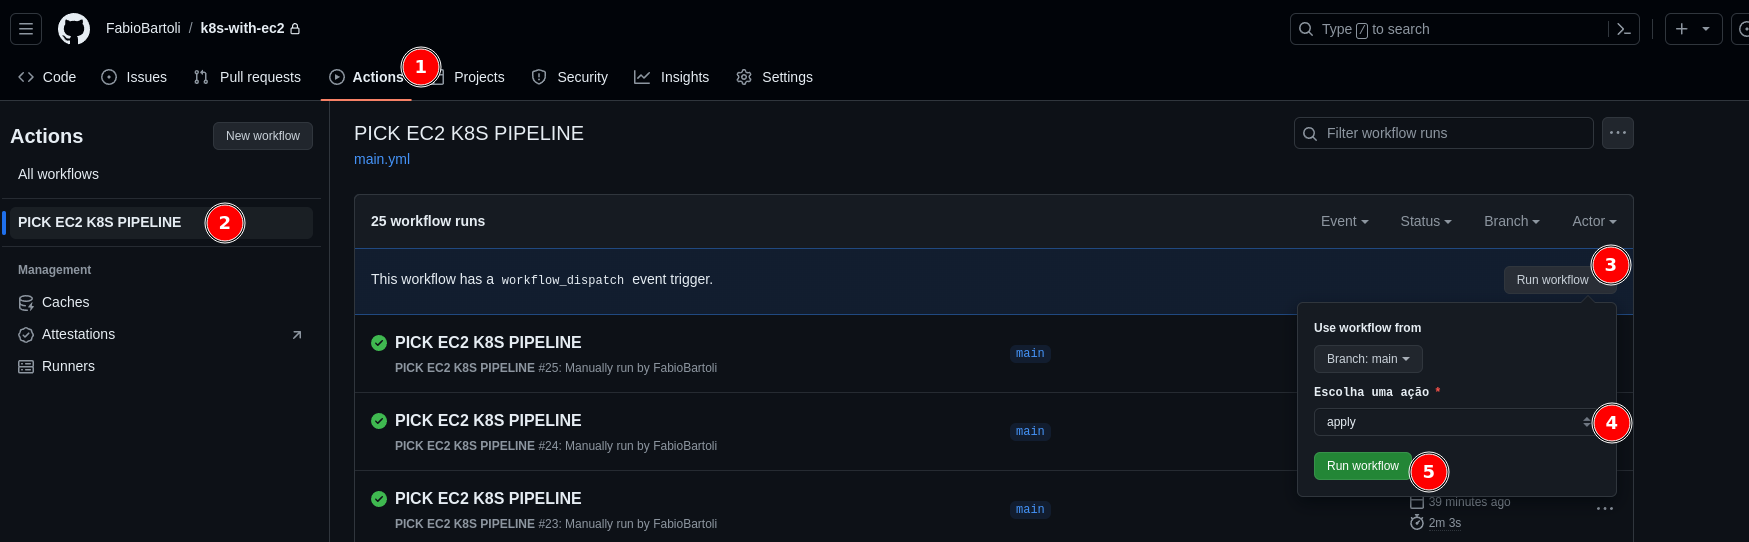 FabioBartoli / k8s-with-ec2
Type / to search
Code
Issues
Pull requests
Actions
1
Projects
Security
Insights
Settings
Actions
New workflow
All workflows
PICK EC2 K8S PIPELINE
2
Management
Caches
Attestations
Runners
PICK EC2 K8S PIPELINE
main.yml
Filter workflow runs
25 workflow runs
Event
Status
Branch
Actor
This workflow has a workflow_dispatch event trigger.
Run workflow
3
Use workflow from
Branch: main
Escolha uma ação *
apply
4
Run workflow
5
PICK EC2 K8S PIPELINE
PICK EC2 K8S PIPELINE #25: Manually run by FabioBartoli
main
PICK EC2 K8S PIPELINE
PICK EC2 K8S PIPELINE #24: Manually run by FabioBartoli
main
PICK EC2 K8S PIPELINE
PICK EC2 K8S PIPELINE #23: Manually run by FabioBartoli
main
39 minutes ago
2m 3s